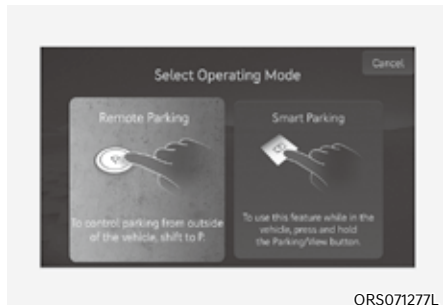 Cancel
Select Operating Mode
Remote Parking
Smart Parking
To control parking from outside
of the vehicle, shift to P.
To use this feature while in the
vehicle, press and hold
the Parking/View button.
ORS071277L